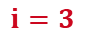 i = 3